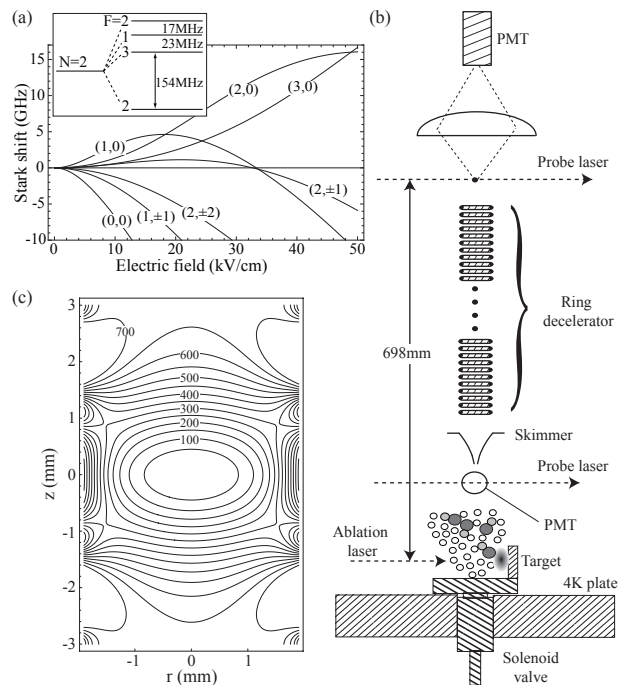 (a)
F=2
1
3
2
N=2
17MHz
23MHz
154MHz
Stark shift (GHz)
15
10
5
0
-5
-10
(2,0)
(3,0)
(1,0)
(0,0)
(1,±1)
(2,±2)
(2,±1)
0
10
20
30
40
50
Electric field (kV/cm)
(b)
PMT
Probe laser
Ring
decelerator
698mm
Skimmer
Probe laser
PMT
Ablation
laser
Target
4K plate
Solenoid
valve
(c)
z (mm)
3
2
1
0
-1
-2
-3
700
600
500
400
300
200
100
-1
0
1
r (mm)